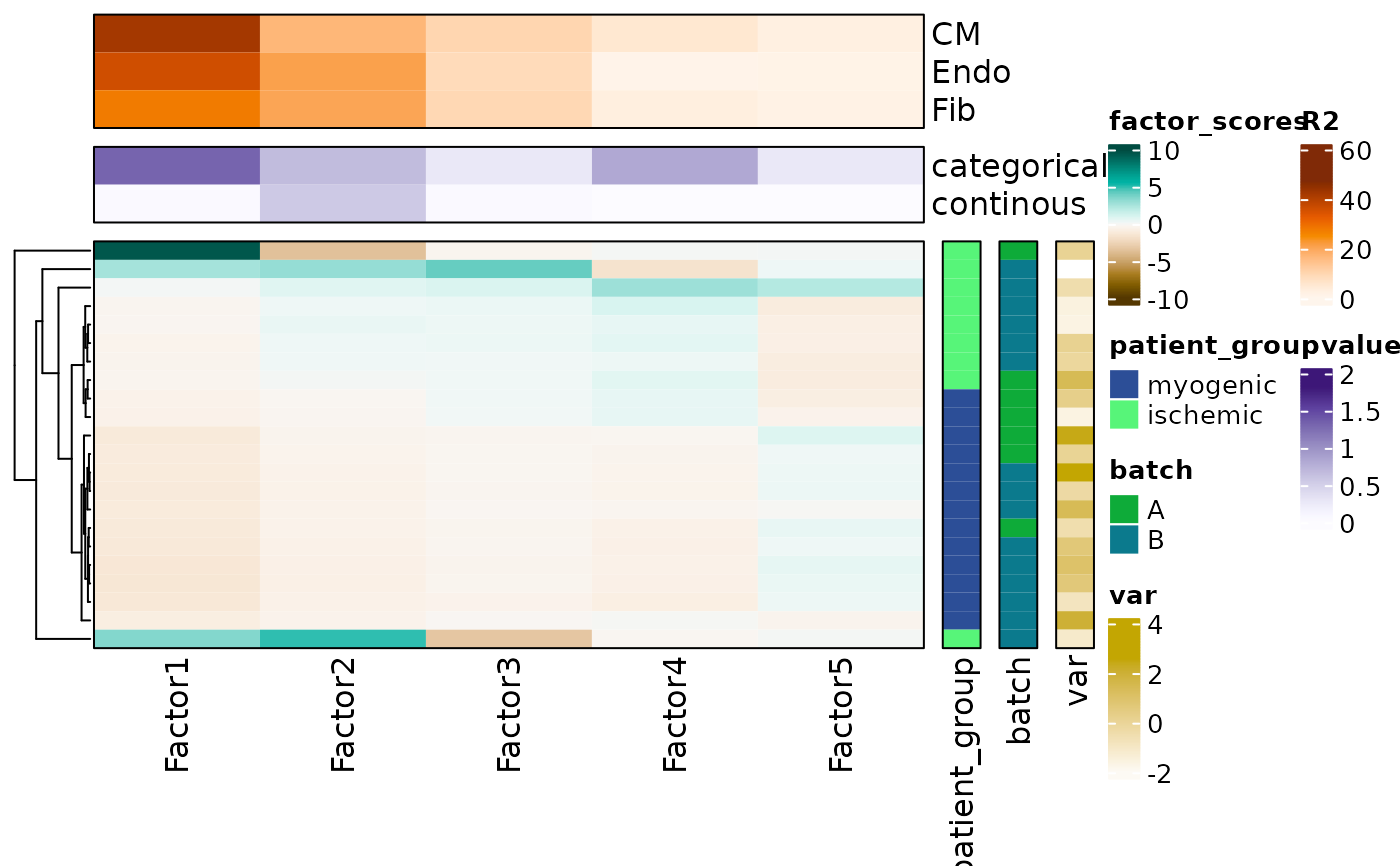 CM
Endo
Fib
categorical
continous
Factor1
Factor2
Factor3
Factor4
Factor5
patient_group
batch
var
factor_scores
10
5
0
-5
-10
R2
60
40
20
0
patient_group
myogenic
ischemic
pvalue
2
1.5
1
0.5
0
batch
A
B
var
4
2
0
-2